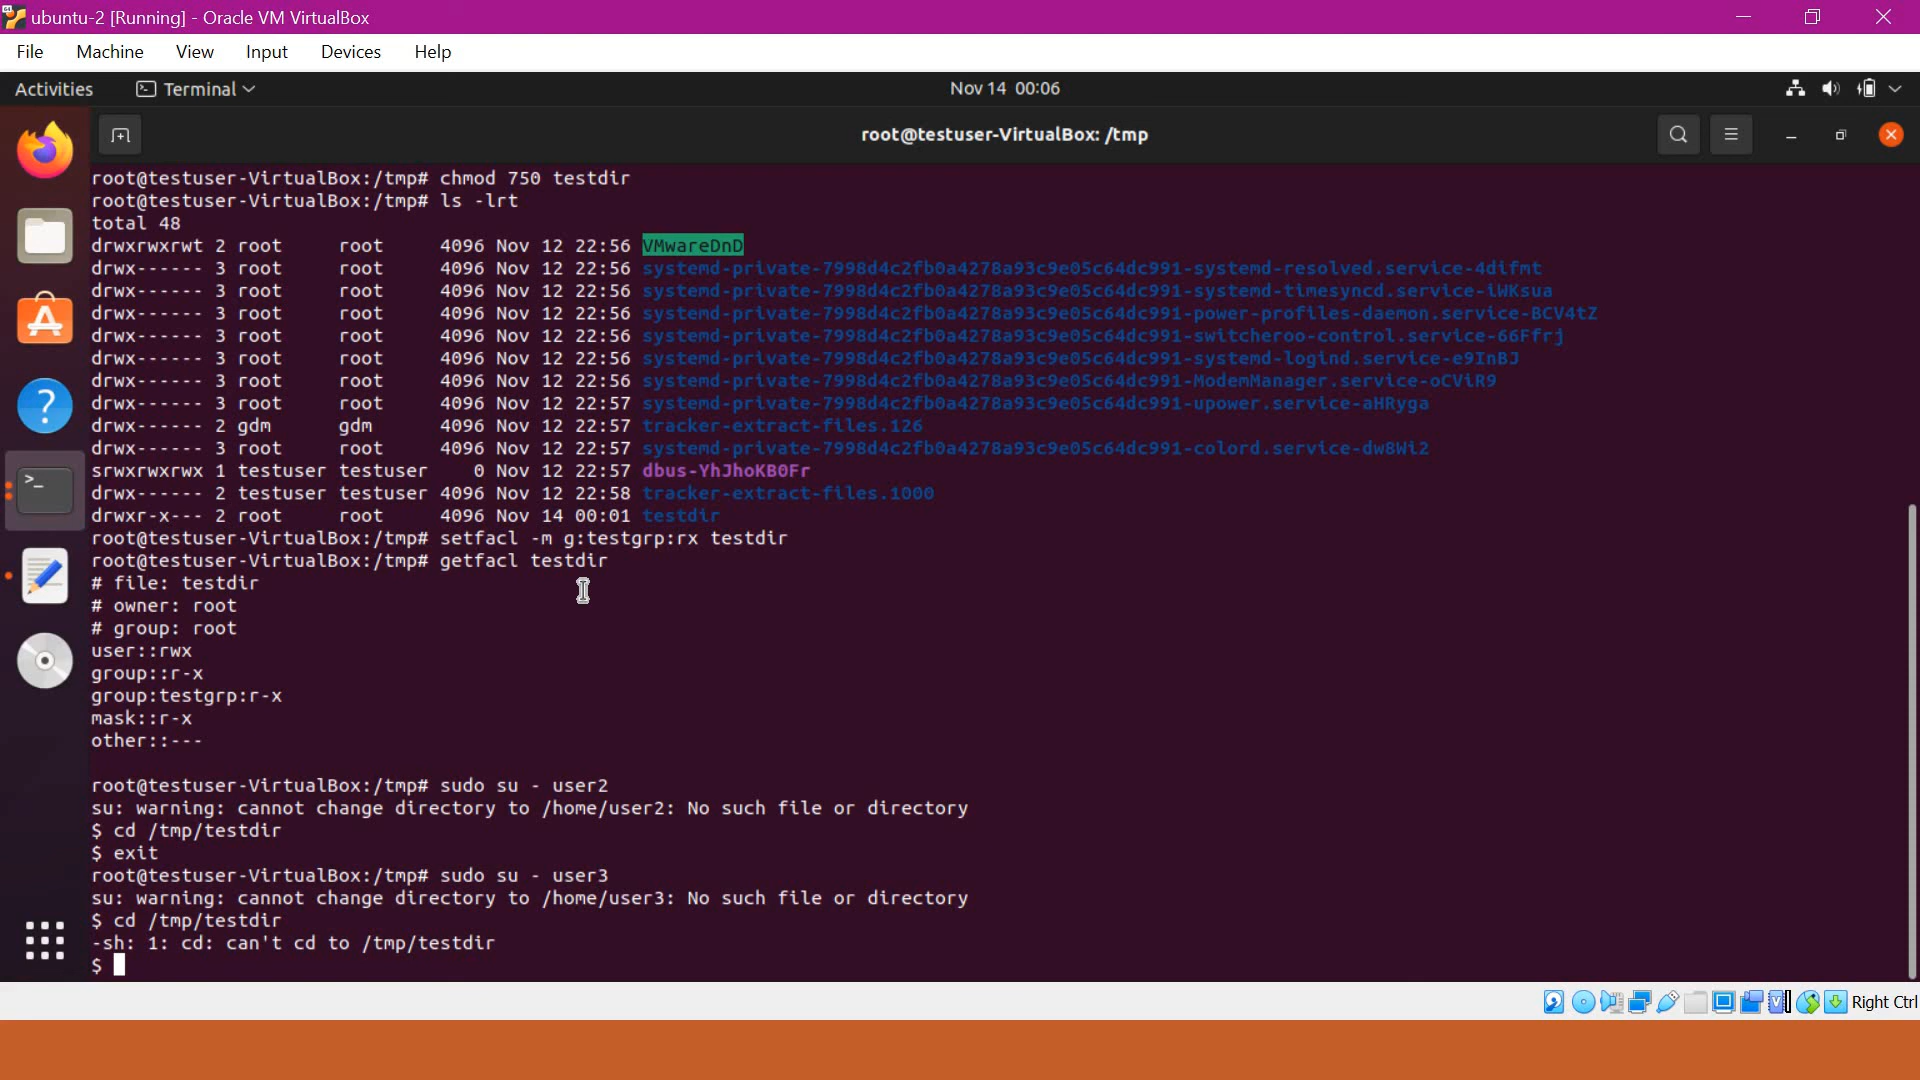 ubuntu-2 [Running] - Oracle VM VirtualBox
File Machine View Input Devices Help
Activities Terminal Nov 14 00:06
root@testuser-VirtualBox: /tmp
root@testuser-VirtualBox:/tmp# chmod 750 testdir
root@testuser-VirtualBox:/tmp# ls -lrt
total 48
drwxrwxrwt 2 root root 4096 Nov 12 22:56 VMwareDnD
drwx------ 3 root root 4096 Nov 12 22:56 systemd-private-7998d4c2fb0a4278a93c9e05c64dc991-systemd-resolved.service-4difmt
drwx------ 3 root root 4096 Nov 12 22:56 systemd-private-7998d4c2fb0a4278a93c9e05c64dc991-systemd-timesyncd.service-iWKsua
drwx------ 3 root root 4096 Nov 12 22:56 systemd-private-7998d4c2fb0a4278a93c9e05c64dc991-power-profiles-daemon.service-BCV4tZ
drwx------ 3 root root 4096 Nov 12 22:56 systemd-private-7998d4c2fb0a4278a93c9e05c64dc991-switcheroo-control.service-66Ffrj
drwx------ 3 root root 4096 Nov 12 22:56 systemd-private-7998d4c2fb0a4278a93c9e05c64dc991-systemd-logind.service-e9InBJ
drwx------ 3 root root 4096 Nov 12 22:56 systemd-private-7998d4c2fb0a4278a93c9e05c64dc991-ModemManager.service-oCViR9
drwx------ 3 root root 4096 Nov 12 22:57 systemd-private-7998d4c2fb0a4278a93c9e05c64dc991-upower.service-aHRyga
drwx------ 2 gdm gdm 4096 Nov 12 22:57 tracker-extract-files.126
drwx------ 3 root root 4096 Nov 12 22:57 systemd-private-7998d4c2fb0a4278a93c9e05c64dc991-colord.service-dw8Wi2
srwxrwxrwx 1 testuser testuser 0 Nov 12 22:57 dbus-YhJhoKB0Fr
drwx------ 2 testuser testuser 4096 Nov 12 22:58 tracker-extract-files.1000
drwxr-x--- 2 root root 4096 Nov 14 00:01 testdir
root@testuser-VirtualBox:/tmp# setfacl -m g:testgrp:rx testdir
root@testuser-VirtualBox:/tmp# getfacl testdir
# file: testdir
# owner: root
# group: root
user::rwx
group::r-x
group:testgrp:r-x
mask::r-x
other::---
root@testuser-VirtualBox:/tmp# sudo su - user2
su: warning: cannot change directory to /home/user2: No such file or directory
$ cd /tmp/testdir
$ exit
root@testuser-VirtualBox:/tmp# sudo su - user3
su: warning: cannot change directory to /home/user3: No such file or directory
$ cd /tmp/testdir
-sh: 1: cd: can't cd to /tmp/testdir
$
Right Ctrl